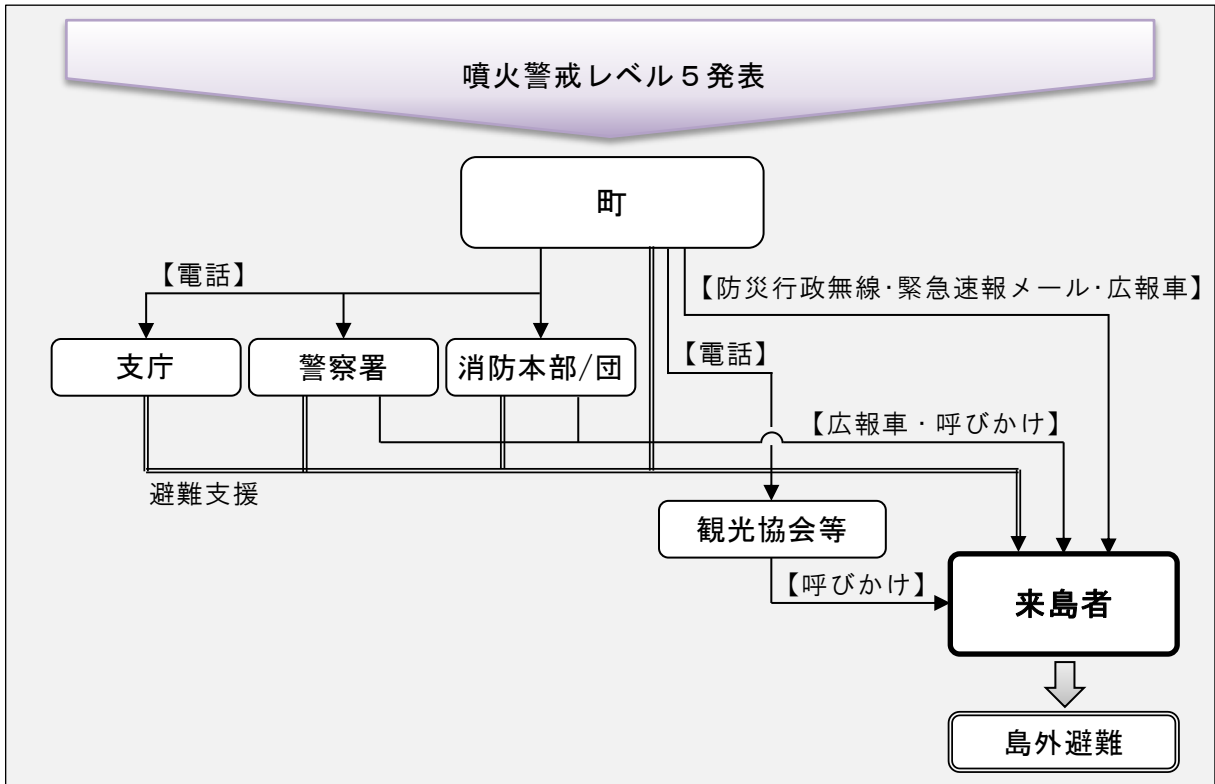 噴火警戒レベル５発表
町
【電話】
【防災行政無線･緊急速報メール･広報車】
支庁
警察署
消防本部/団
【電話】
【広報車・呼びかけ】
避難支援
観光協会等
【呼びかけ】
来島者
島外避難